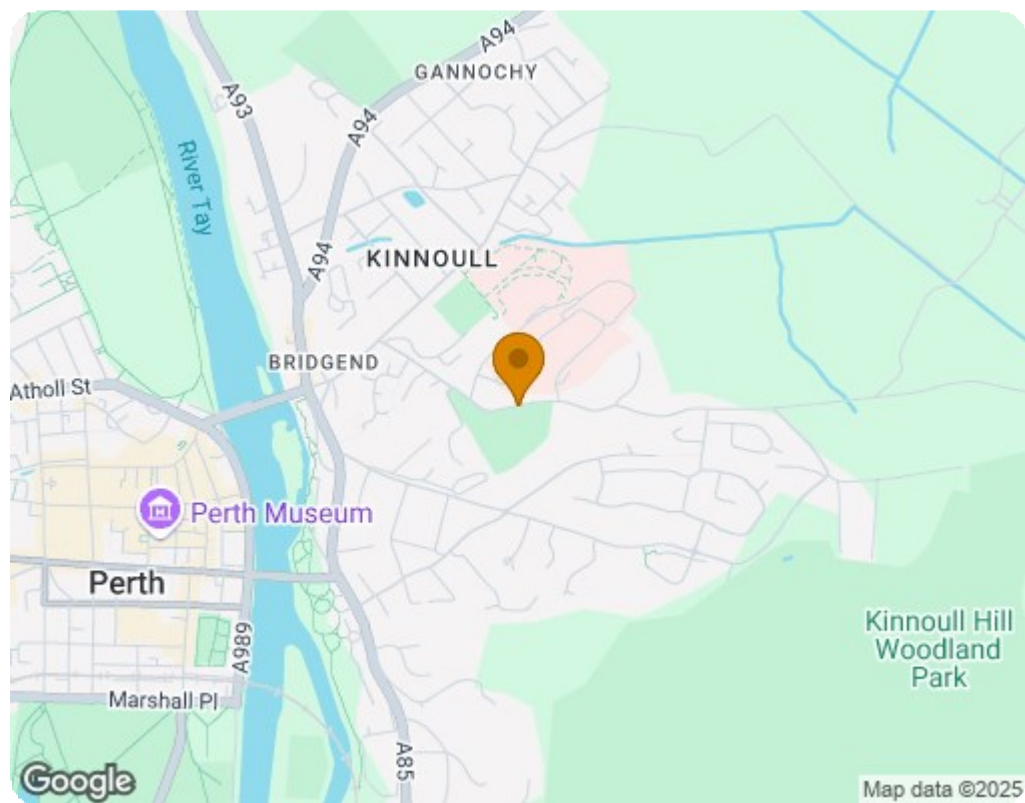 A94
GANNOCHY
A93
A94
River Tay
A94
KINNOULL
BRIDGEND
Atholl St
Perth Museum
Perth
Kinnoull Hill
Woodland
Park
A989
Marshall Pl
A85
Google
Map data ©2025